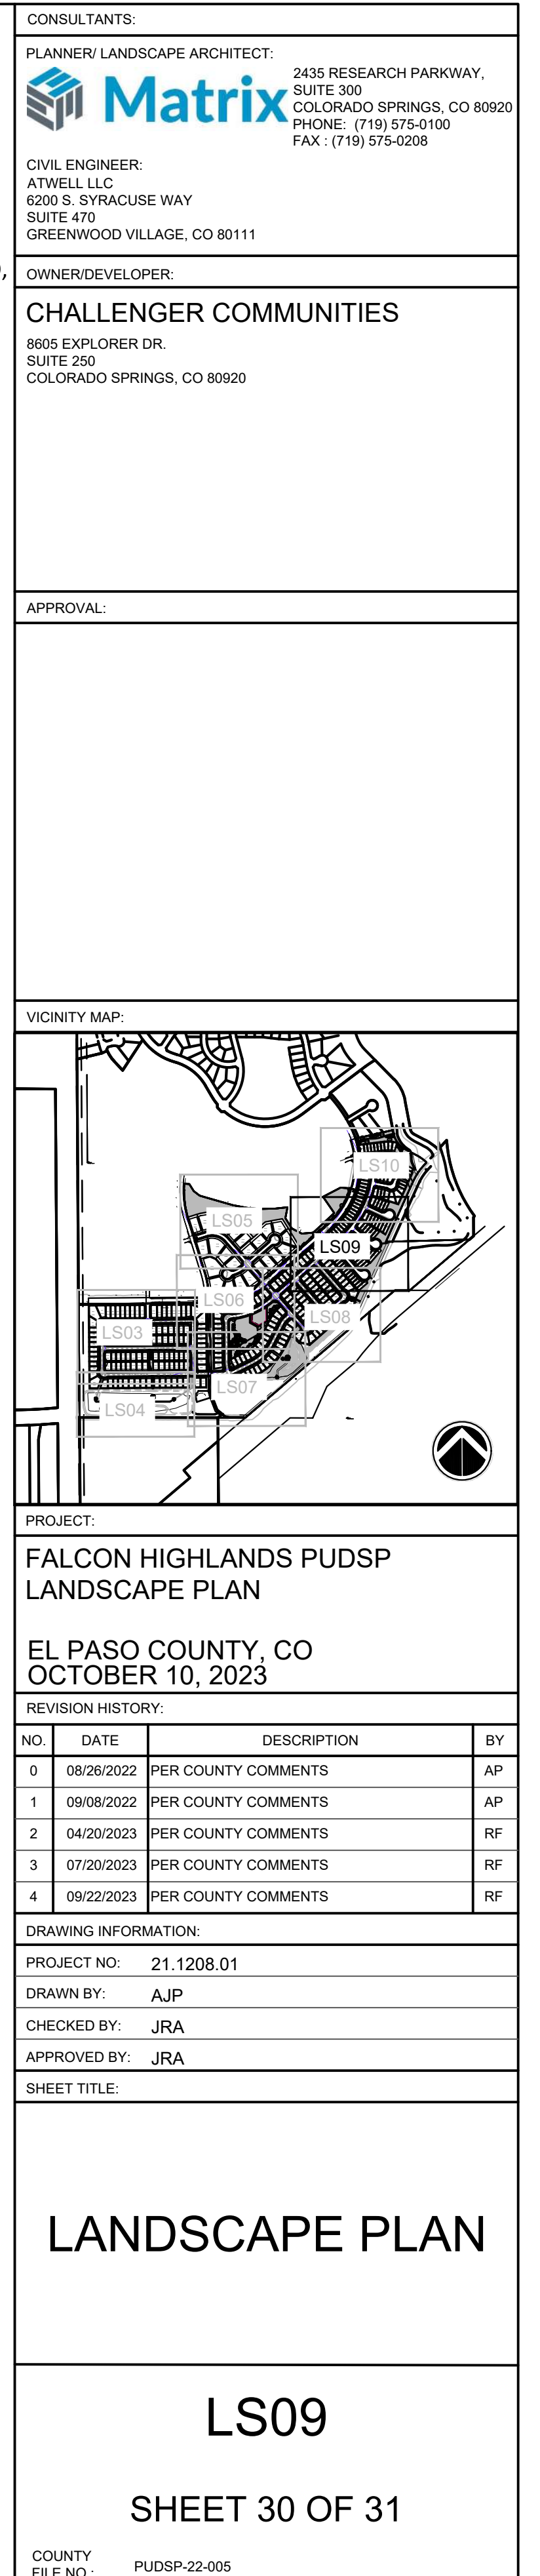 CONSULTANTS:
PLANNER/ LANDSCAPE ARCHITECT:
Matrix
2435 RESEARCH PARKWAY,
SUITE 300
COLORADO SPRINGS, CO 80920
PHONE: (719) 575-0100
FAX : (719) 575-0208
CIVIL ENGINEER:
ATWELL LLC
6200 S. SYRACUSE WAY
SUITE 470
GREENWOOD VILLAGE, CO 80111
OWNER/DEVELOPER:
CHALLENGER COMMUNITIES
8605 EXPLORER DR.
SUITE 250
COLORADO SPRINGS, CO 80920
APPROVAL:
VICINITY MAP:
LS10
LS05
LS09
LS06
LS08
LS03
LS07
LS04
PROJECT:
FALCON HIGHLANDS PUDSP
LANDSCAPE PLAN
EL PASO COUNTY, CO
OCTOBER 10, 2023
REVISION HISTORY:
NO. DATE DESCRIPTION BY
0 08/26/2022 PER COUNTY COMMENTS AP
1 09/08/2022 PER COUNTY COMMENTS AP
2 04/20/2023 PER COUNTY COMMENTS RF
3 07/20/2023 PER COUNTY COMMENTS RF
4 09/22/2023 PER COUNTY COMMENTS RF
DRAWING INFORMATION:
PROJECT NO: 21.1208.01
DRAWN BY: AJP
CHECKED BY: JRA
APPROVED BY: JRA
SHEET TITLE:
LANDSCAPE PLAN
LS09
SHEET 30 OF 31
COUNTY
FILE NO.: PUDSP-22-005